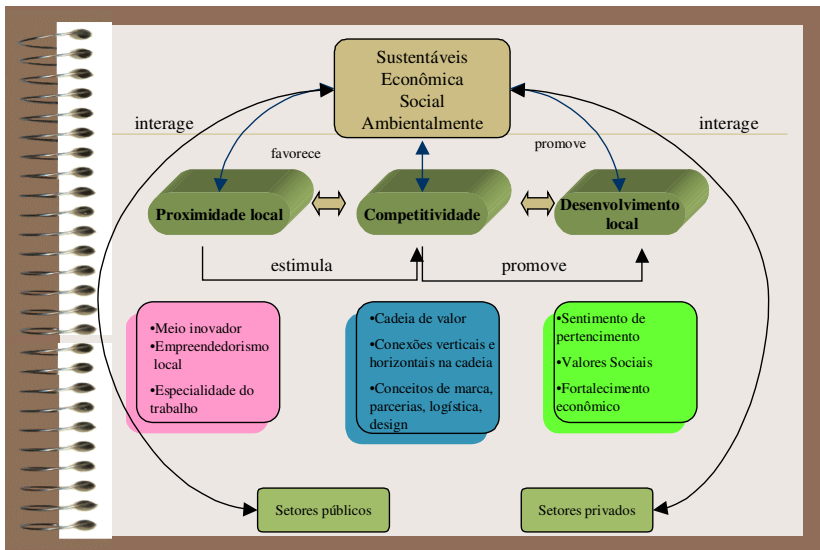 Sustentáveis
Econômica
Social
Ambientalmente
interage
interage
favorece
promove
Proximidade local
Competitividade
Desenvolvimento
local
estimula
promove
•Meio inovador
•Empreendedorismo
local
•Especialidade do
trabalho
•Cadeia de valor
•Conexões verticais e
horizontais na cadeia
•Conceitos de marca,
parcerias, logística,
design
•Sentimento de
pertencimento
•Valores Sociais
•Fortalecimento
econômico
Setores públicos
Setores privados